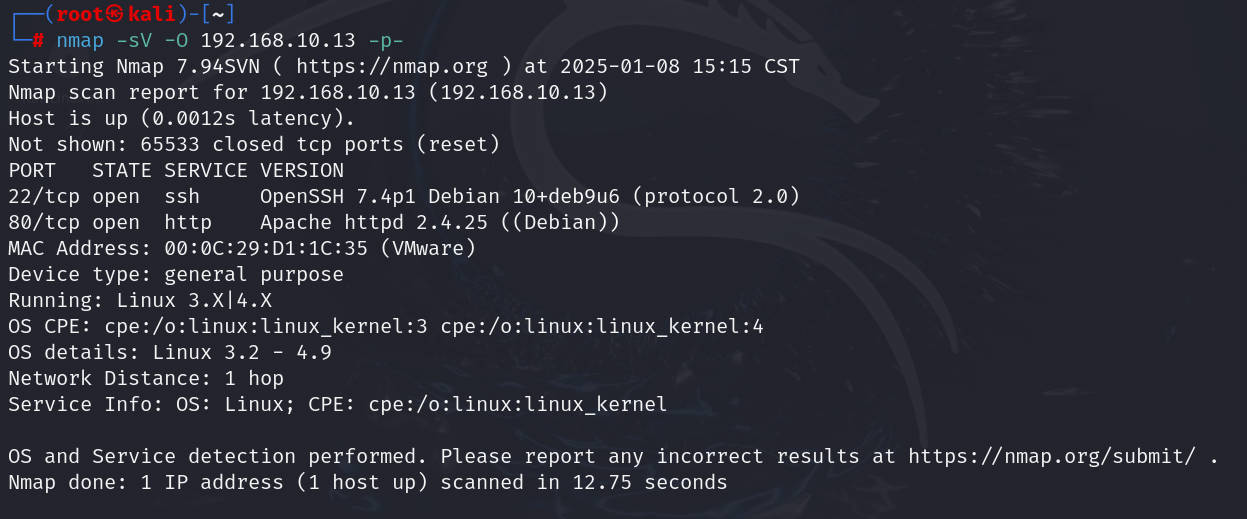 ┌──(root㉿kali)-[~]
└─# nmap -sV -O 192.168.10.13 -p-
Starting Nmap 7.94SVN ( https://nmap.org ) at 2025-01-08 15:15 CST
Nmap scan report for 192.168.10.13 (192.168.10.13)
Host is up (0.0012s latency).
Not shown: 65533 closed tcp ports (reset)
PORT   STATE SERVICE VERSION
22/tcp open  ssh     OpenSSH 7.4p1 Debian 10+deb9u6 (protocol 2.0)
80/tcp open  http    Apache httpd 2.4.25 ((Debian))
MAC Address: 00:0C:29:D1:1C:35 (VMware)
Device type: general purpose
Running: Linux 3.X|4.X
OS CPE: cpe:/o:linux:linux_kernel:3 cpe:/o:linux:linux_kernel:4
OS details: Linux 3.2 - 4.9
Network Distance: 1 hop
Service Info: OS: Linux; CPE: cpe:/o:linux:linux_kernel

OS and Service detection performed. Please report any incorrect results at https://nmap.org/submit/ .
Nmap done: 1 IP address (1 host up) scanned in 12.75 seconds